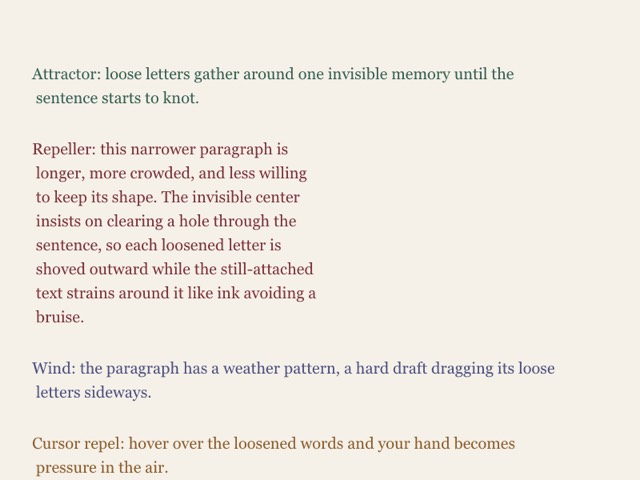 Attractor: loose letters gather around one invisible memory until the
sentence starts to knot.
Repeller: this narrower paragraph is
longer, more crowded, and less willing
to keep its shape. The invisible center
insists on clearing a hole through the
sentence, so each loosened letter is
shoved outward while the still-attached
text strains around it like ink avoiding a
bruise.
Wind: the paragraph has a weather pattern, a hard draft dragging its loose
letters sideways.
Cursor repel: hover over the loosened words and your hand becomes
pressure in the air.